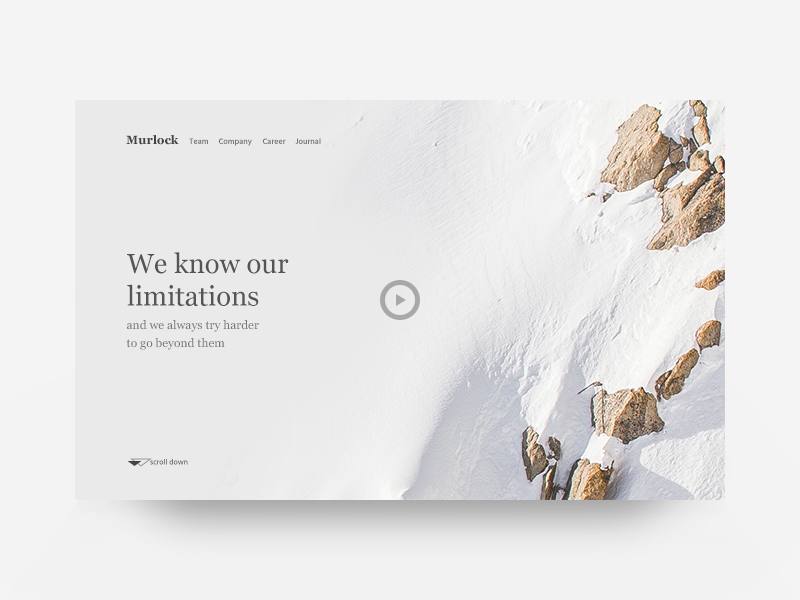 Murlock Team Company Career Journal
We know our
limitations
and we always try harder
to go beyond them
scroll down